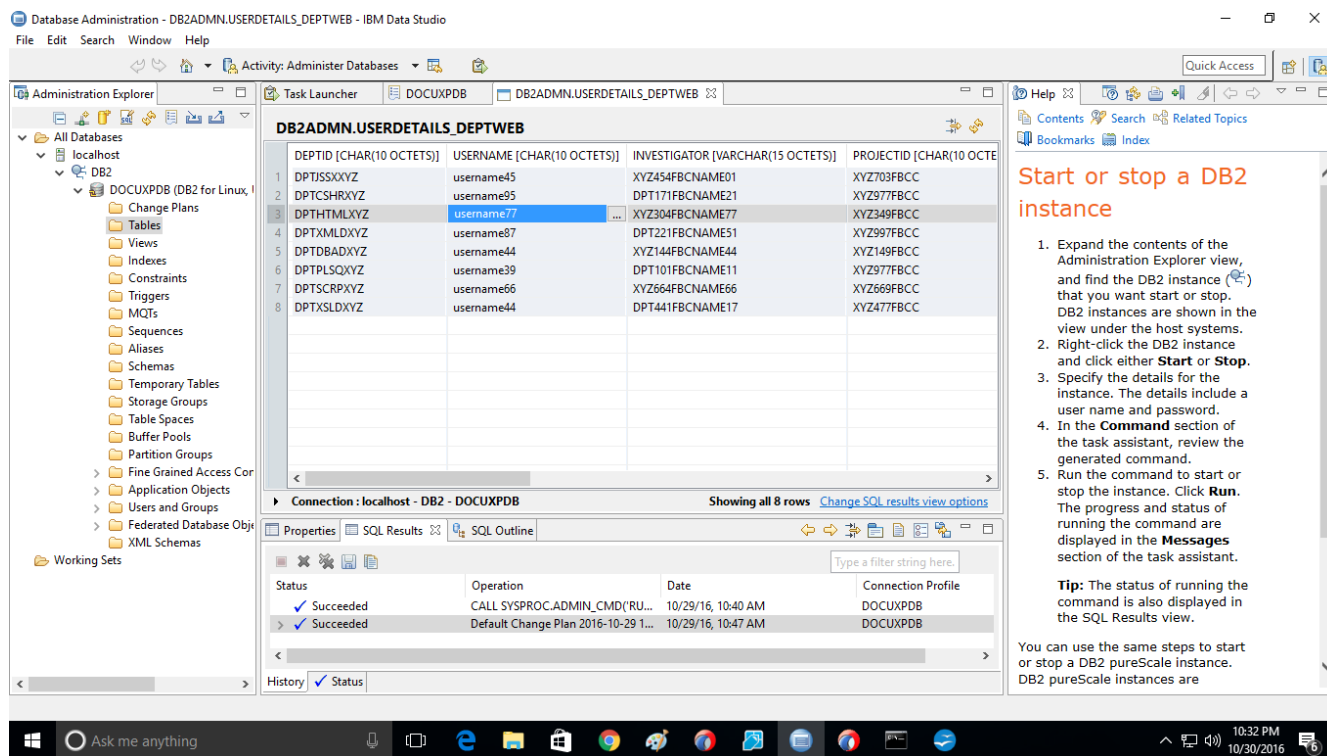 Database Administration - DB2ADMN.USERDETAILS_DEPTWEB - IBM Data Studio
File Edit Search Window Help
Activity: Administer Databases
Quick Access
Administration Explorer
All Databases
localhost
DB2
DOCUXPDB (DB2 for Linux,
Change Plans
Tables
Views
Indexes
Constraints
Triggers
MQTs
Sequences
Aliases
Schemas
Temporary Tables
Storage Groups
Table Spaces
Buffer Pools
Partition Groups
Fine Grained Access Cor
Application Objects
Users and Groups
Federated Database Obje
XML Schemas
Working Sets
Task Launcher DOCUXPDB DB2ADMN.USERDETAILS_DEPTWEB
DB2ADMN.USERDETAILS_DEPTWEB
DEPTID [CHAR(10 OCTETS)] USERNAME [CHAR(10 OCTETS)] INVESTIGATOR [VARCHAR(15 OCTETS)] PROJECTID [CHAR(10 OCTE
1 DPTJSSXXYZ username45 XYZ454FBCNAME01 XYZ703FBCC
2 DPTCSHRXYZ username95 DPT171FBCNAME21 XYZ977FBCC
3 DPTHTMLXYZ username77 ... XYZ304FBCNAME77 XYZ349FBCC
4 DPTXMLDXYZ username87 DPT221FBCNAME51 XYZ997FBCC
5 DPTDBADXYZ username44 XYZ144FBCNAME44 XYZ149FBCC
6 DPTPLSQXYZ username39 DPT101FBCNAME11 XYZ977FBCC
7 DPTSCRPXYZ username66 XYZ664FBCNAME66 XYZ669FBCC
8 DPTXSLDXYZ username44 DPT441FBCNAME17 XYZ477FBCC
Connection : localhost - DB2 - DOCUXPDB Showing all 8 rows Change SQL results view options
Properties SQL Results SQL Outline
Type a filter string here.
Status Operation Date Connection Profile
Succeeded CALL SYSPROC.ADMIN_CMD('RU... 10/29/16, 10:40 AM DOCUXPDB
Succeeded Default Change Plan 2016-10-29 1... 10/29/16, 10:47 AM DOCUXPDB
History Status
Help
Contents Search Related Topics
Bookmarks Index
Start or stop a DB2
instance
1. Expand the contents of the
Administration Explorer view,
and find the DB2 instance ( )
that you want start or stop.
DB2 instances are shown in the
view under the host systems.
2. Right-click the DB2 instance
and click either Start or Stop.
3. Specify the details for the
instance. The details include a
user name and password.
4. In the Command section of
the task assistant, review the
generated command.
5. Run the command to start or
stop the instance. Click Run.
The progress and status of
running the command are
displayed in the Messages
section of the task assistant.
Tip: The status of running the
command is also displayed in
the SQL Results view.
You can use the same steps to start
or stop a DB2 pureScale instance.
DB2 pureScale instances are
Ask me anything
10:32 PM
10/30/2016
6